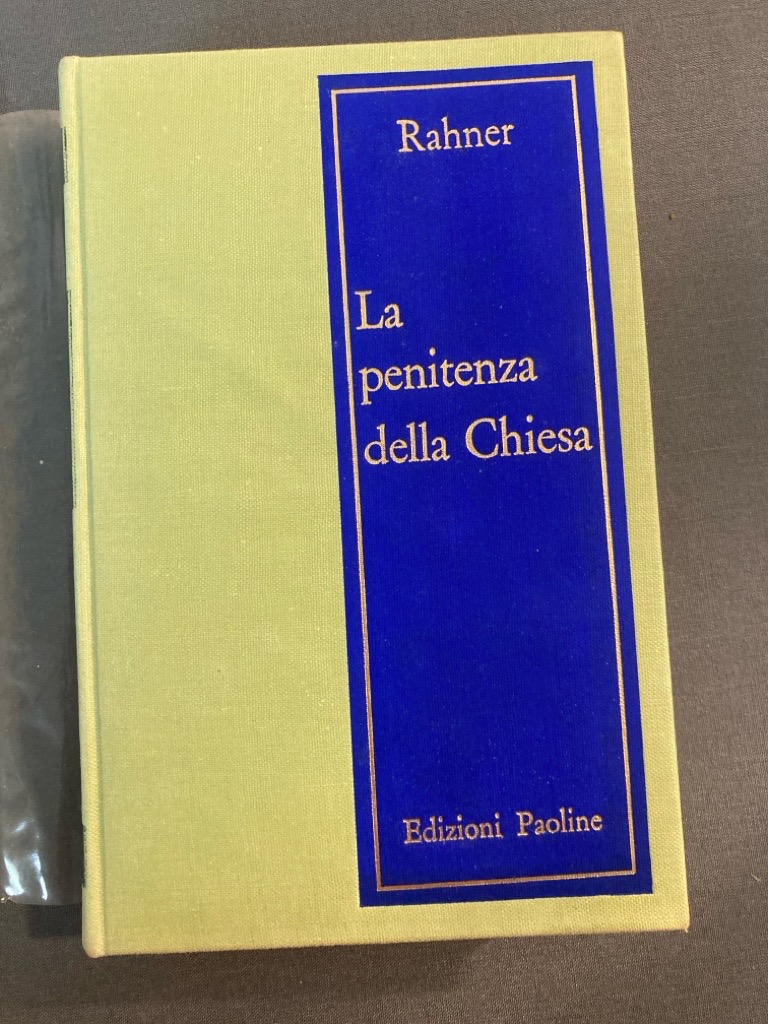 Rahner
La
penitenza
della Chiesa
Edizioni Paoline